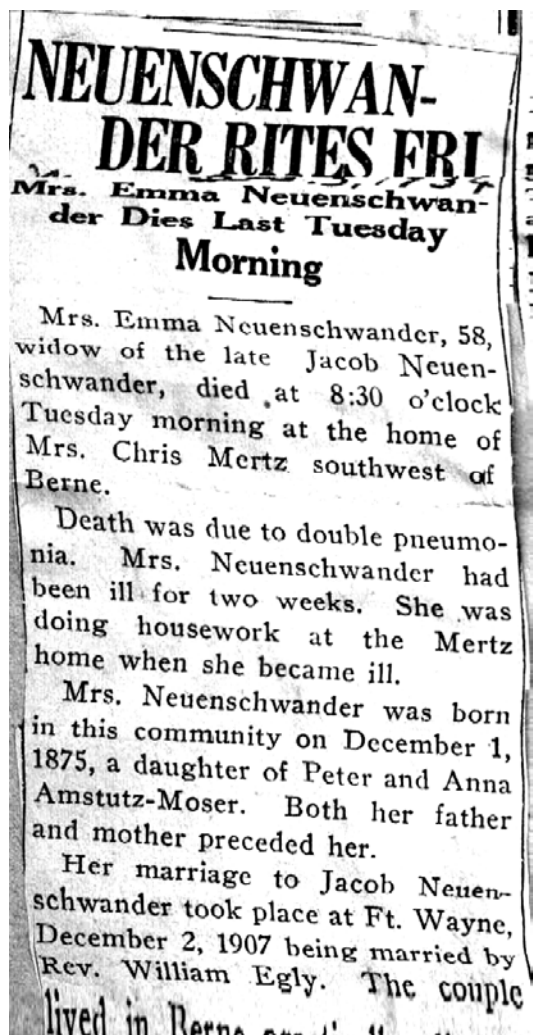 NEUENSCHWAN-
DER RITES FRI
Mrs. Emma Neuenschwan-
der Dies Last Tuesday
Morning
Mrs. Emma Neuenschwander, 58,
widow of the late Jacob Neuen-
schwander, died at 8:30 o'clock
Tuesday morning at the home of
Mrs. Chris Mertz southwest of
Berne.
Death was due to double pneumo-
nia. Mrs. Neuenschwander had
been ill for two weeks. She was
doing housework at the Mertz
home when she became ill.
Mrs. Neuenschwander was born
in this community on December 1,
1875, a daughter of Peter and Anna
Amstutz-Moser. Both her father
and mother preceded her.
Her marriage to Jacob Neuen-
schwander took place at Ft. Wayne,
December 2, 1907 being married by
Rev. William Egly. The couple
lived in Berne